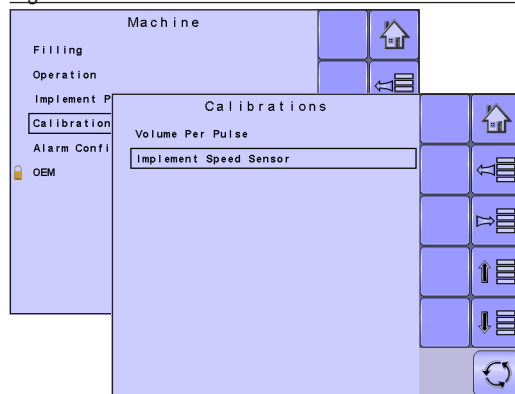 Machine
Filling
Operation
Implement P
Calibration
Alarm Confi
OEM
Calibrations
Volume Per Pulse
Implement Speed Sensor